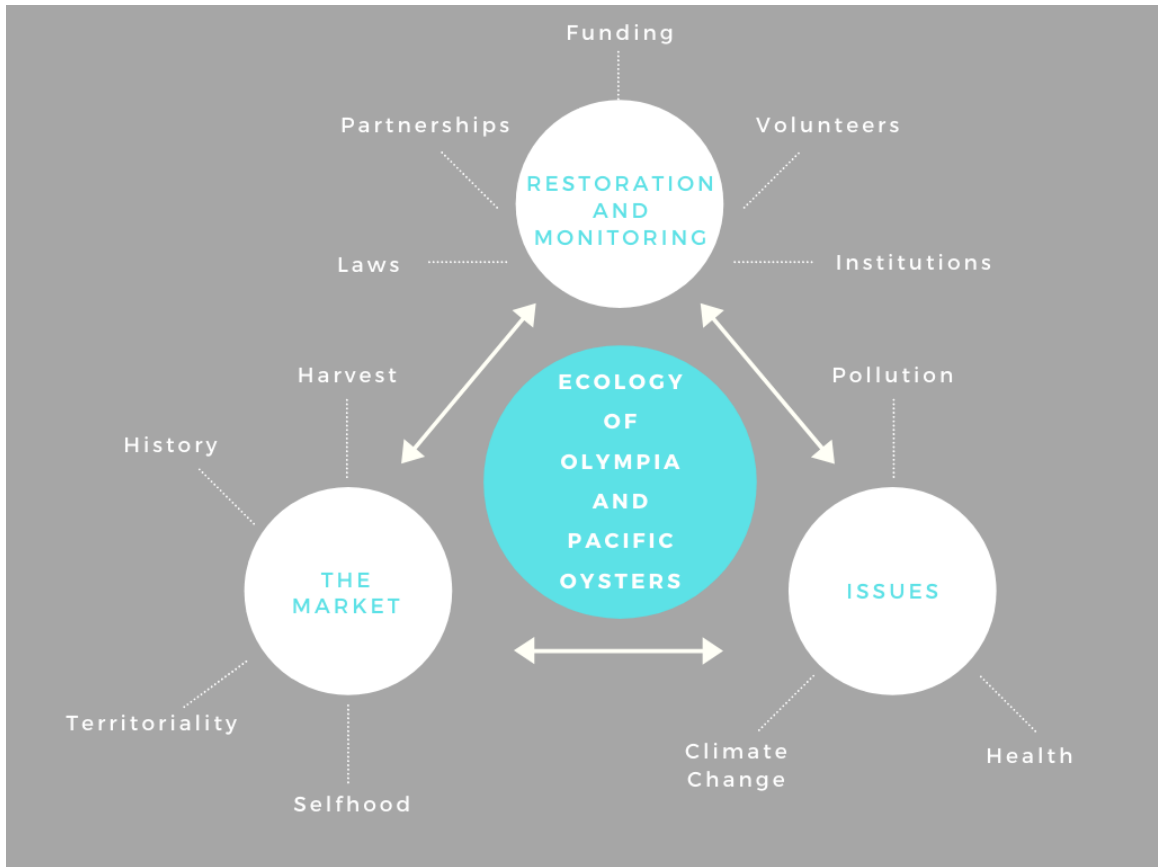 Funding
Partnerships
Volunteers
RESTORATION
AND
MONITORING
Laws
Institutions
Harvest
Pollution
History
ECOLOGY
OF
OLYMPIA
AND
PACIFIC
OYSTERS
THE
MARKET
ISSUES
Territoriality
Selfhood
Climate
Change
Health